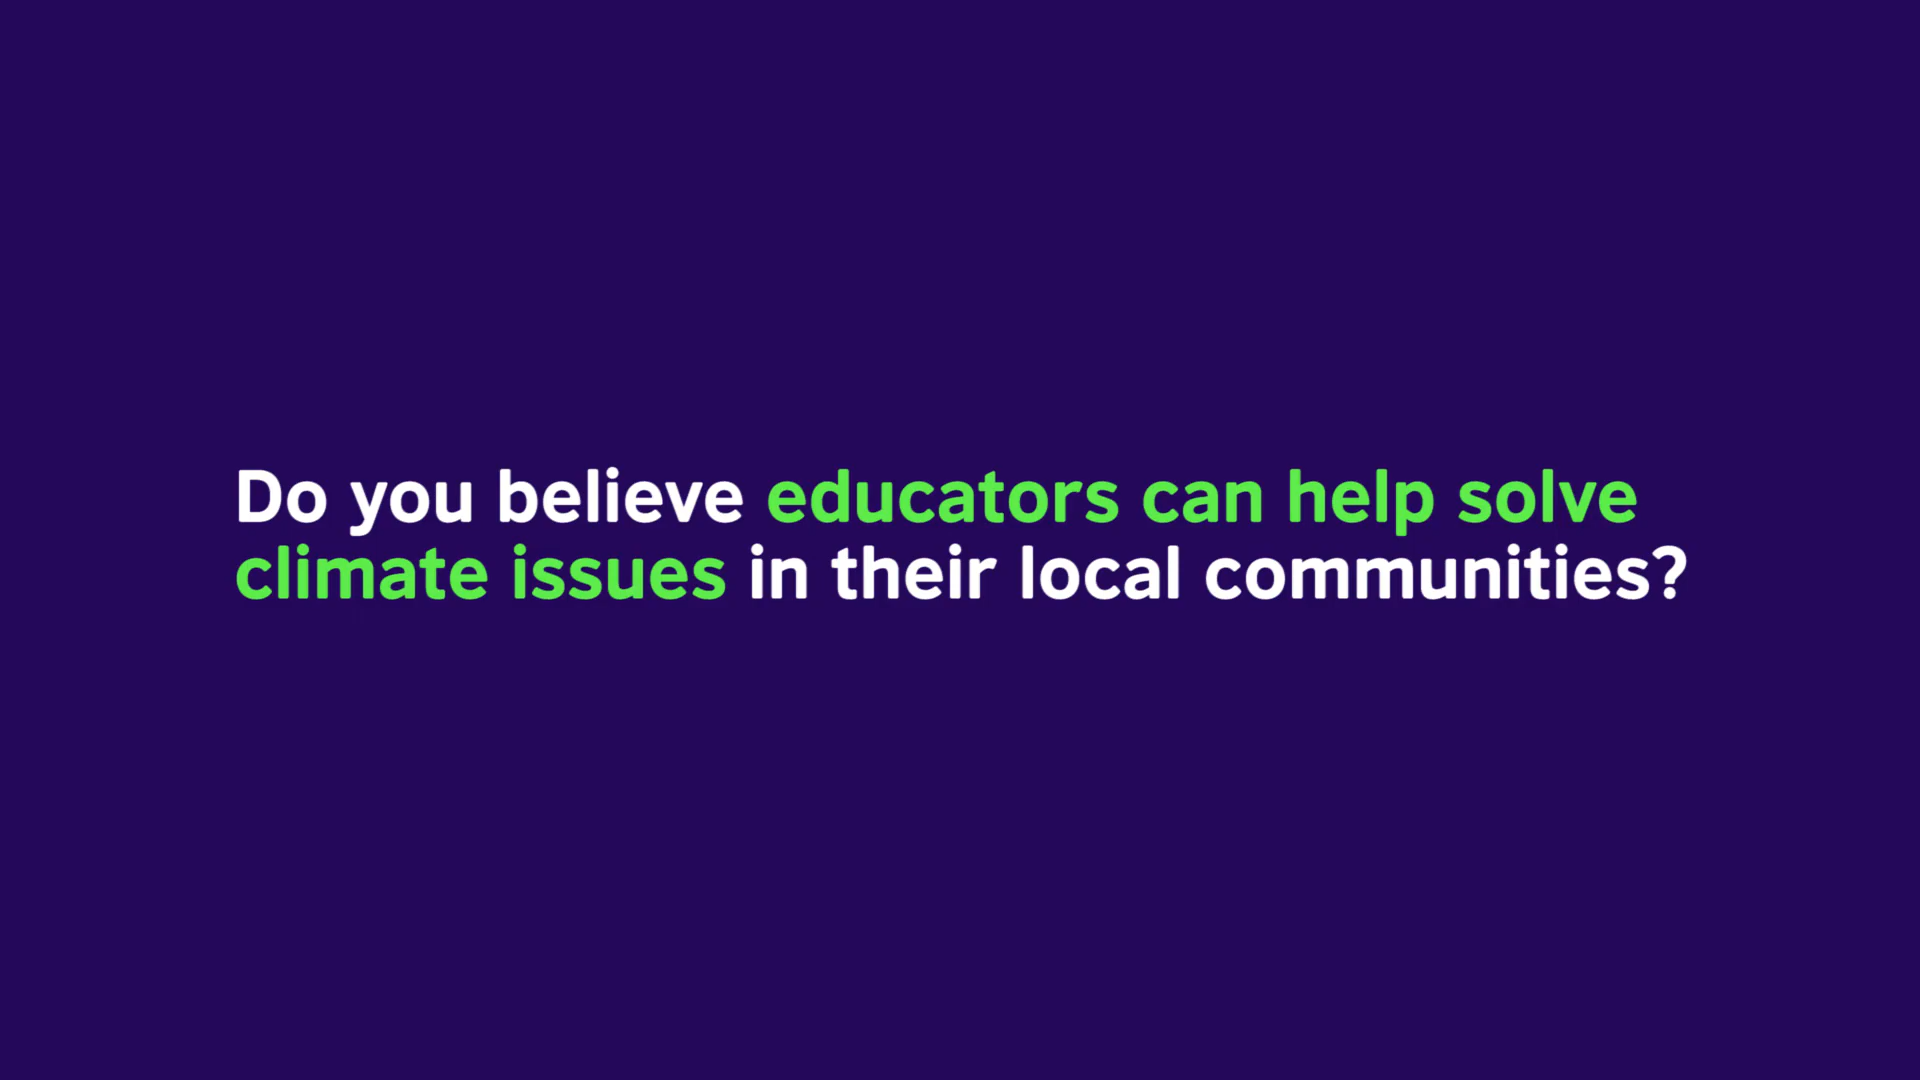 Do you believe educators can help solve
climate issues in their local communities?